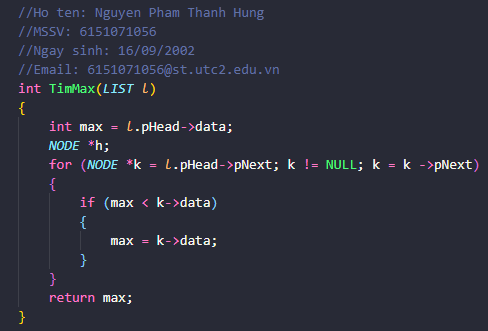 //Ho ten: Nguyen Pham Thanh Hung
//MSSV: 6151071056
//Ngay sinh: 16/09/2002
//Email: 6151071056@st.utc2.edu.vn
int TimMax(LIST l)
{
    int max = l.pHead->data;
    NODE *h;
    for (NODE *k = l.pHead->pNext; k != NULL; k = k ->pNext)
    {
        if (max < k->data)
        {
            max = k->data;
        }
    }
    return max;
}